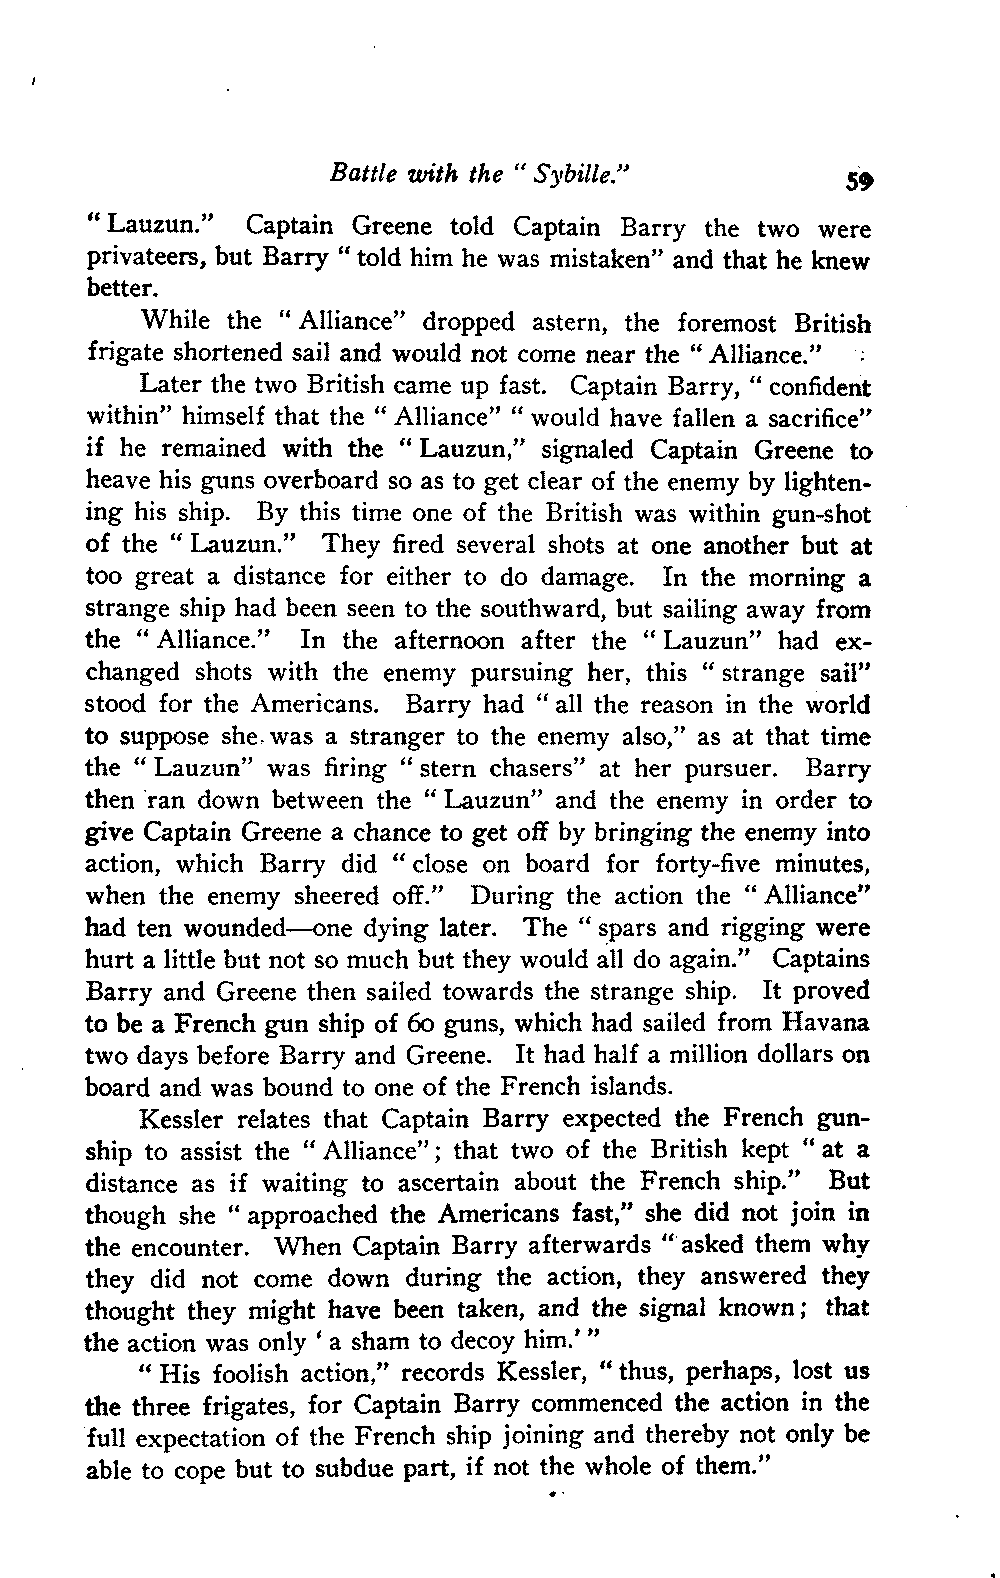 Battle with the "Sybille." 59
"Lauzun." Captain Greene told Captain Barry the two were
privateers, but Barry "told him he was mistaken" and that he knew
better.
While the "Alliance" dropped astern, the foremost British
frigate shortened sail and would not come near the "Alliance."
Later the two British came up fast. Captain Barry, "confident
within" himself that the "Alliance" "would have fallen a sacrifice"
if he remained with the "Lauzun," signaled Captain Greene to
heave his guns overboard so as to get clear of the enemy by lighten-
ing his ship. By this time one of the British was within gun-shot
of the "Lauzun." They fired several shots at one another but at
too great a distance for either to do damage. In the morning a
strange ship had been seen to the southward, but sailing away from
the "Alliance." In the afternoon after the "Lauzun" had ex-
changed shots with the enemy pursuing her, this "strange sail"
stood for the Americans. Barry had "all the reason in the world
to suppose she was a stranger to the enemy also," as at that time
the "Lauzun" was firing "stern chasers" at her pursuer. Barry
then ran down between the "Lauzun" and the enemy in order to
give Captain Greene a chance to get off by bringing the enemy into
action, which Barry did "close on board for forty-five minutes,
when the enemy sheered off." During the action the "Alliance"
had ten wounded—one dying later. The "spars and rigging were
hurt a little but not so much but they would all do again." Captains
Barry and Greene then sailed towards the strange ship. It proved
to be a French gun ship of 60 guns, which had sailed from Havana
two days before Barry and Greene. It had half a million dollars on
board and was bound to one of the French islands.
Kessler relates that Captain Barry expected the French gun-
ship to assist the "Alliance"; that two of the British kept "at a
distance as if waiting to ascertain about the French ship." But
though she "approached the Americans fast," she did not join in
the encounter. When Captain Barry afterwards "asked them why
they did not come down during the action, they answered they
thought they might have been taken, and the signal known; that
the action was only 'a sham to decoy him.'"
"His foolish action," records Kessler, "thus, perhaps, lost us
the three frigates, for Captain Barry commenced the action in the
full expectation of the French ship joining and thereby not only be
able to cope but to subdue part, if not the whole of them."